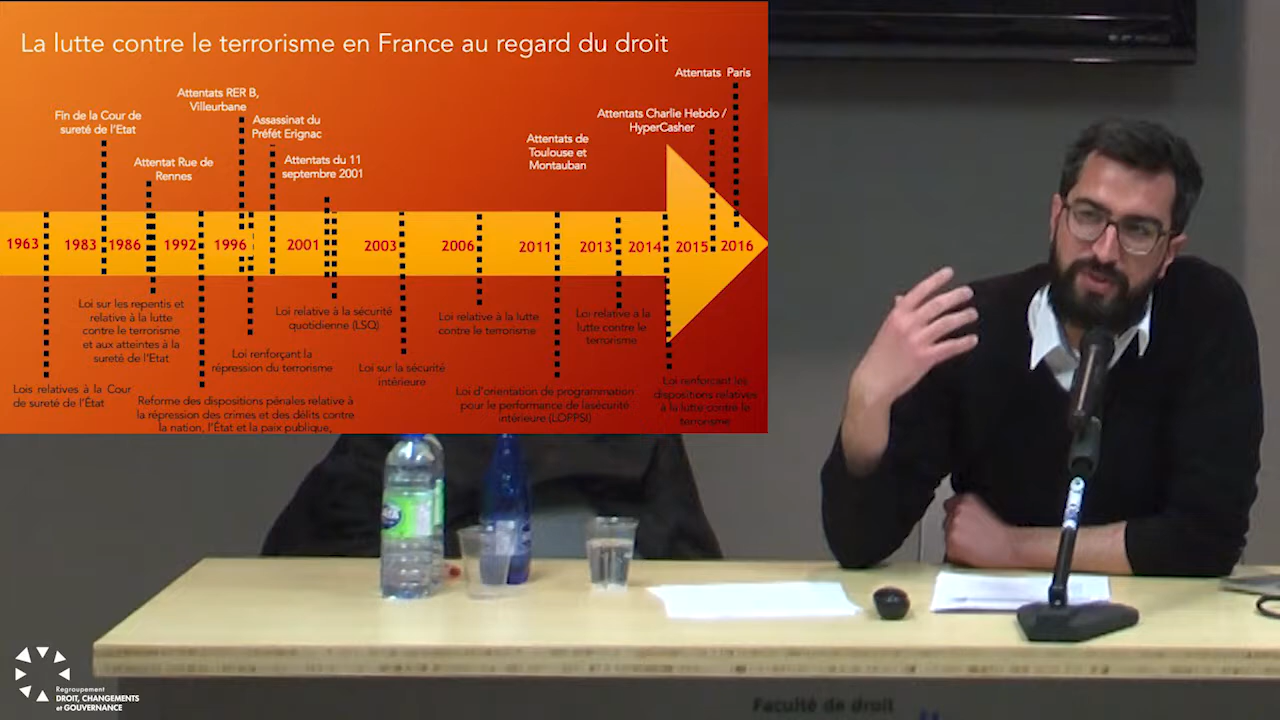 La lutte contre le terrorisme en France au regard du droit
Attentats Paris
Attentats RER B,
Villeurbane
Fin de la Cour de
sureté de l'Etat
Assassinat du
Préfét Erignac
Attentats Charlie Hebdo /
HyperCasher
Attentat Rue de
Rennes
Attentats du 11
septembre 2001
Attentats de
Toulouse et
Montauban
1963 1983 1986 1992 1996 2001 2003 2006 2011 2013 2014 2015 2016
Lois relatives à la Cour
de sureté de l'État
Loi sur les repentis et
relative à la lutte
contre le terrorisme
et aux atteintes à la
sureté de l'Etat
Reforme des dispositions pénales relative à
la répression des crimes et des délits contre
la nation, l'État et la paix publique,
Loi renforçant la
répression du terrorisme
Loi relative à la sécurité
quotidienne (LSQ)
Loi sur la sécurité
intérieure
Loi relative à la lutte
contre le terrorisme
Loi d'orientation de programmation
pour le performance de lasécurité
intérieure (LOPPSI)
Loi relative a la
lutte contre le
terrorisme
Loi renforcant les
dispositions relatives
à la lutte contre le
terrorisme
Regroupement
DROIT, CHANGEMENTS
et GOUVERNANCE
Faculté de droit